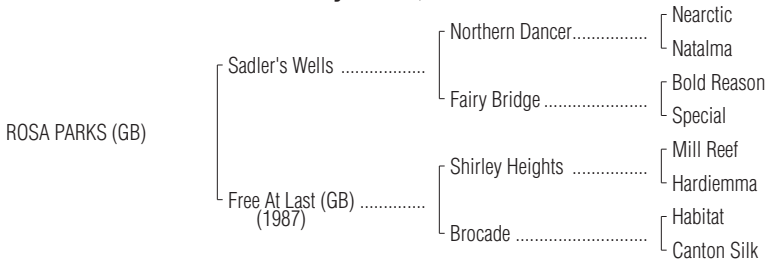 Nearctic
Northern Dancer................
Natalma
Sadler's Wells ..................
Bold Reason
Fairy Bridge ......................
Special
ROSA PARKS (GB)
Mill Reef
Shirley Heights ................
Hardiemma
Free At Last (GB) ..............
(1987)
Habitat
Brocade ............................
Canton Silk